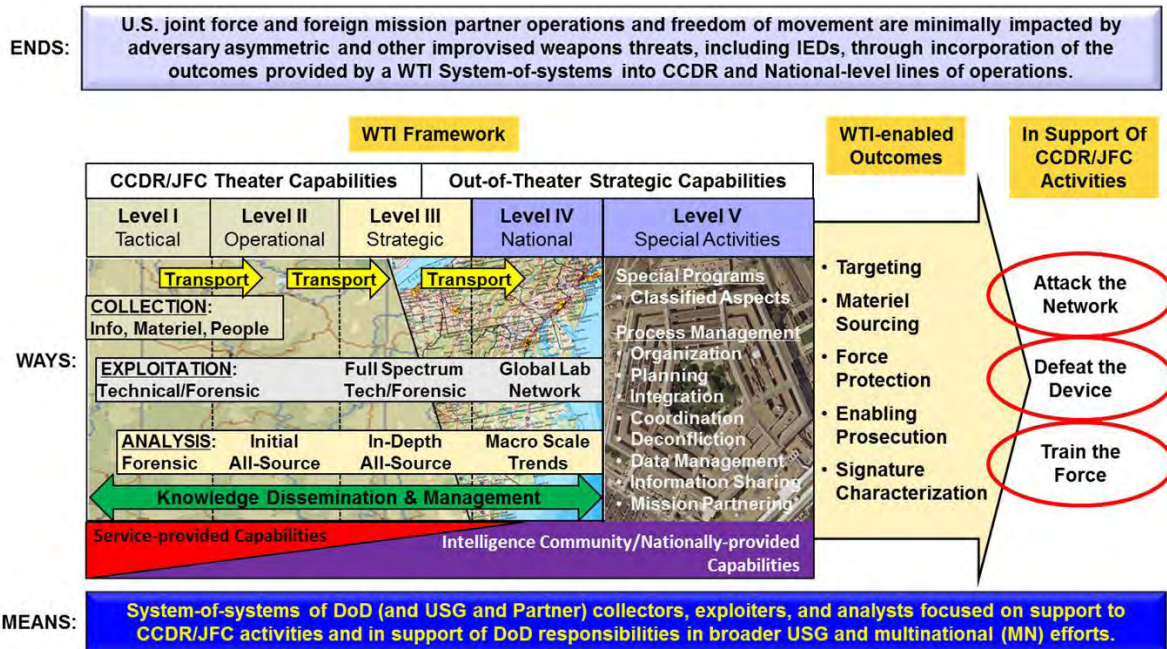 ENDS:
U.S. joint force and foreign mission partner operations and freedom of movement are minimally impacted by
adversary asymmetric and other improvised weapons threats, including IEDs, through incorporation of the
outcomes provided by a WTI System-of-systems into CCDR and National-level lines of operations.
WTI Framework
WTI-enabled
Outcomes
In Support Of
CCDR/JFC
Activities
CCDR/JFC Theater Capabilities
Out-of-Theater Strategic Capabilities
Level I
Tactical
Level II
Operational
Level III
Strategic
Level IV
National
Level V
Special Activities
WAYS:
Transport
Transport
Transport
COLLECTION:
Info, Materiel, People
EXPLOITATION:
Technical/Forensic
Full Spectrum
Tech/Forensic
Global Lab
Network
ANALYSIS:
Forensic
Initial
All-Source
In-Depth
All-Source
Macro Scale
Trends
Knowledge Dissemination & Management
Special Programs
• Classified Aspects
Process Management
• Organization
• Planning
• Integration
• Coordination
• Deconfliction
• Data Management
• Information Sharing
• Mission Partnering
Service-provided Capabilities
Intelligence Community/Nationally-provided
Capabilities
• Targeting
• Materiel
Sourcing
• Force
Protection
• Enabling
Prosecution
• Signature
Characterization
Attack the
Network
Defeat the
Device
Train the
Force
MEANS:
System-of-systems of DoD (and USG and Partner) collectors, exploiters, and analysts focused on support to
CCDR/JFC activities and in support of DoD responsibilities in broader USG and multinational (MN) efforts.